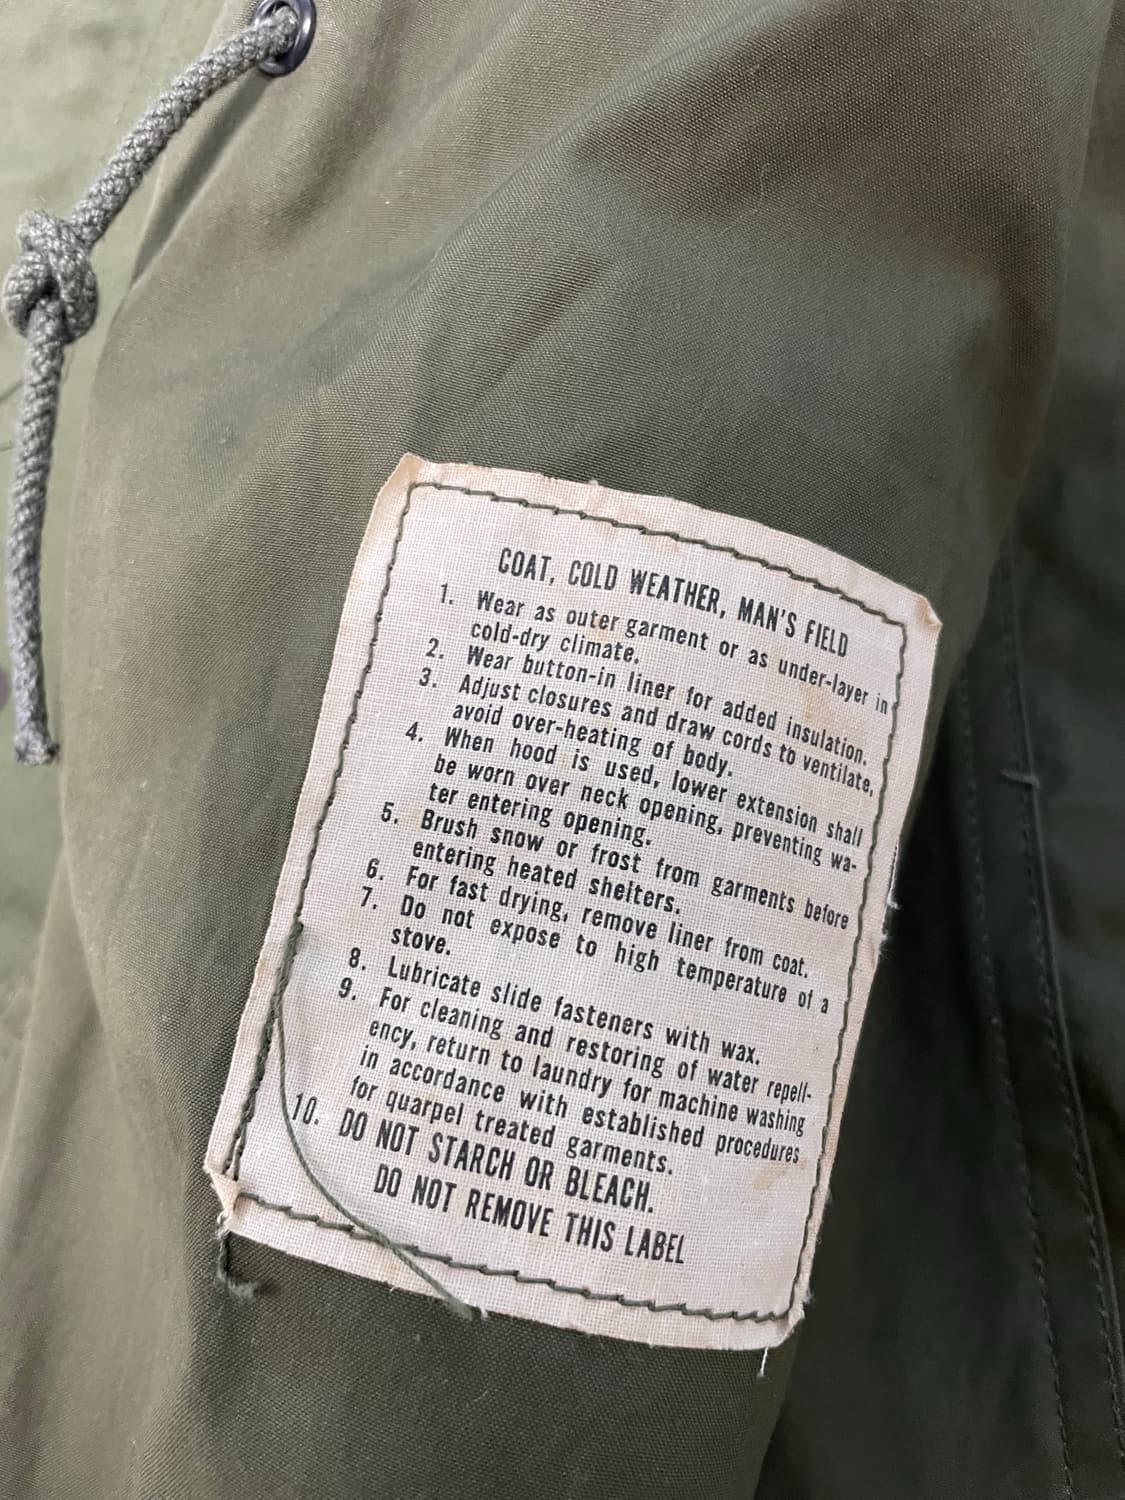 COAT, COLD WEATHER, MAN'S FIELD
1. Wear as outer garment or as under-layer in
cold-dry climate.
2. Wear button-in liner for added insulation.
3. Adjust closures and draw cords to ventilate,
avoid over-heating of body.
4. When hood is used, lower extension shall
be worn over neck opening, preventing wa-
ter entering opening.
5. Brush snow or frost from garments before
entering heated shelters.
6. For fast drying, remove liner from coat.
7. Do not expose to high temperature of a
stove.
8. Lubricate slide fasteners with wax.
9. For cleaning and restoring of water repell-
ency, return to laundry for machine washing
in accordance with established procedures
for quarpel treated garments.
10. DO NOT STARCH OR BLEACH.
DO NOT REMOVE THIS LABEL